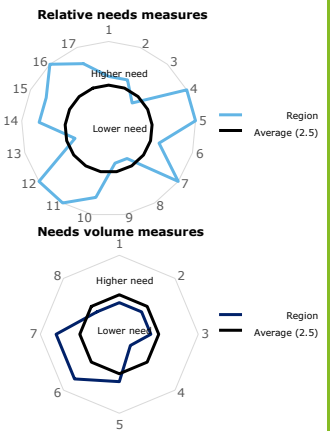 Relative needs measures
1
17
2
16
3
Higher need
15
4
14
Lower need
5
Region
Average (2.5)
13
6
12
7
11
8
10
9
Needs volume measures
1
8
Higher need
2
7
Lower need
3
Region
Average (2.5)
6
4
5